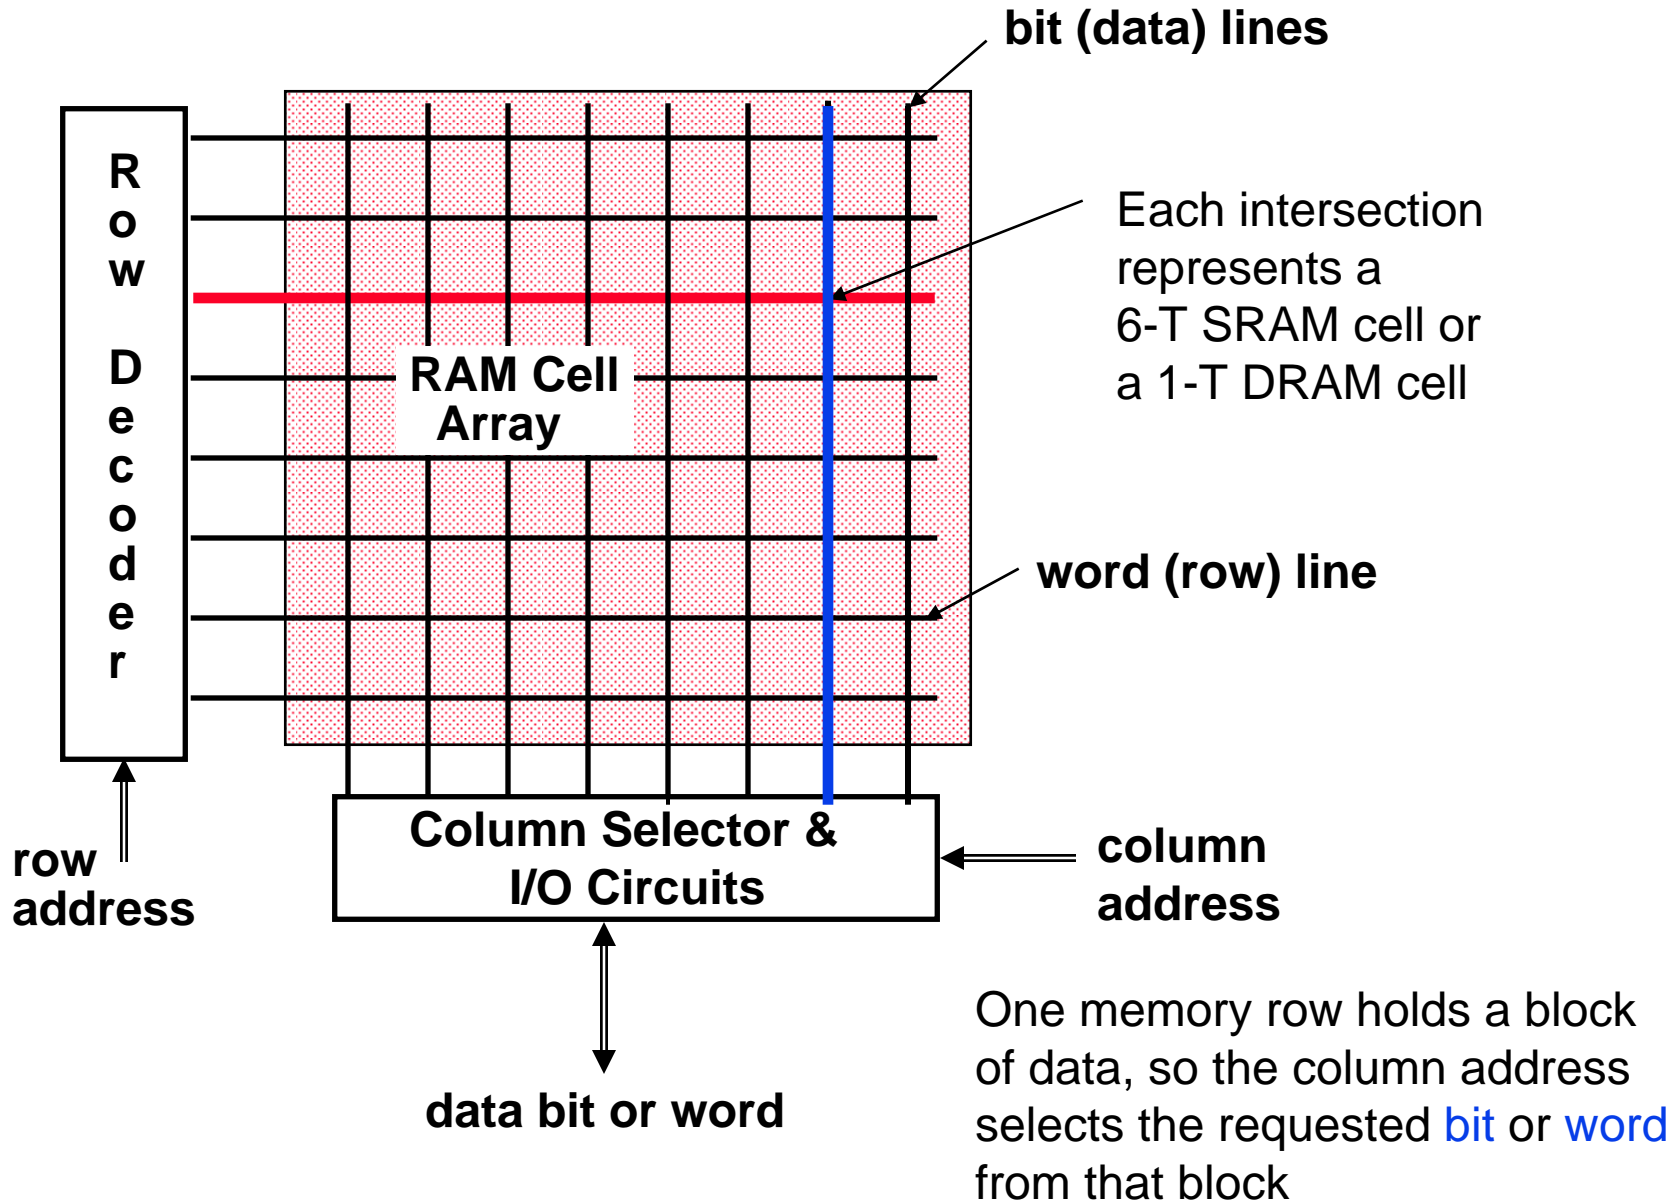 bit (data) lines
Row Decoder
Each intersection
represents a
6-T SRAM cell or
a 1-T DRAM cell
RAM Cell
Array
word (row) line
Column Selector &
I/O Circuits
row
address
column
address
data bit or word
One memory row holds a block
of data, so the column address
selects the requested bit or word
from that block